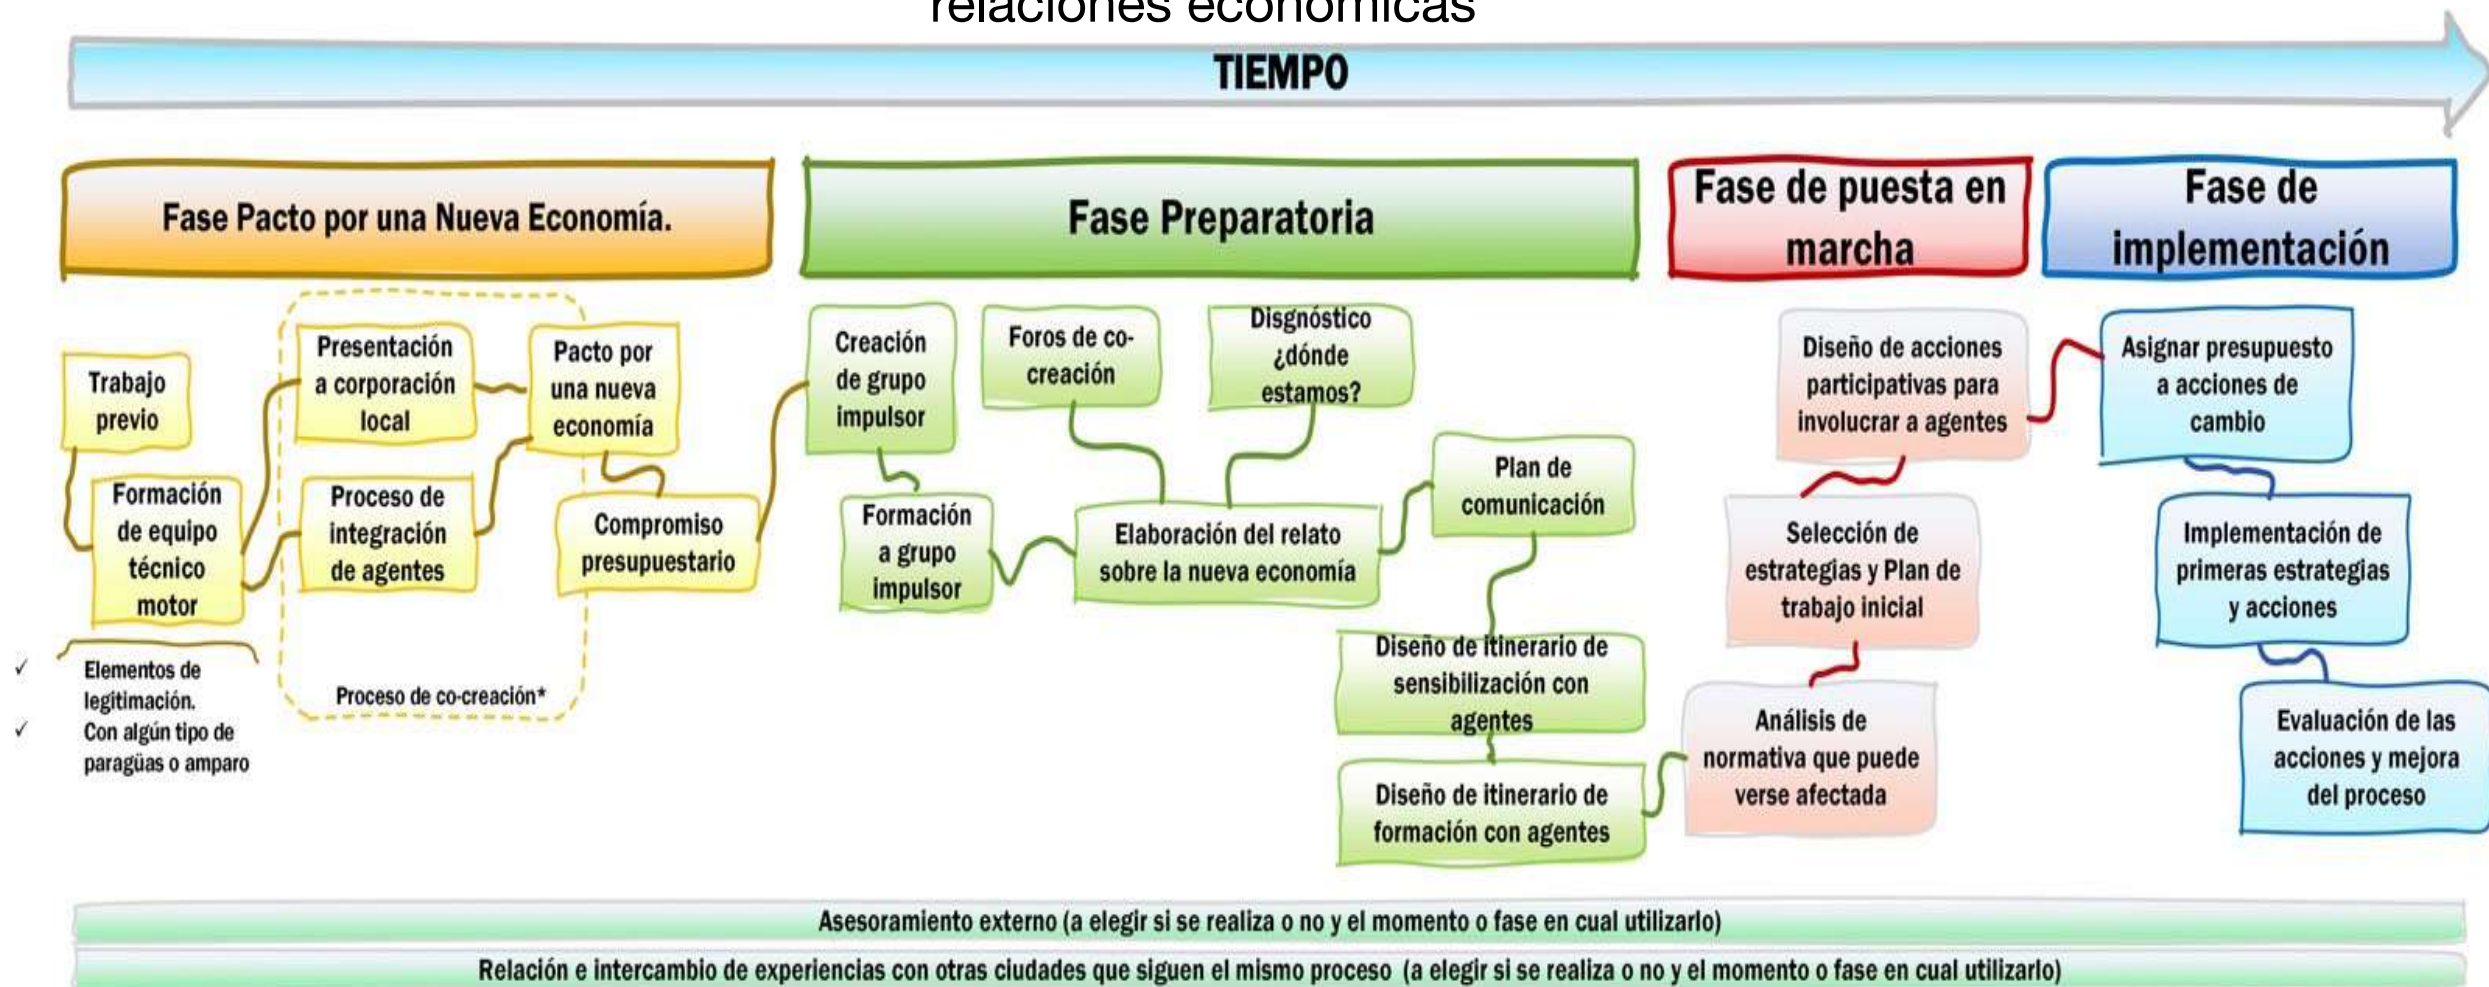 relaciones económicas
TIEMPO
Fase Pacto por una Nueva Economía.
Fase Preparatoria
Fase de puesta en
marcha
Fase de
implementación
Trabajo
previo
Formación
de equipo
técnico
motor
Presentación
a corporación
local
Proceso de
integración
de agentes
Pacto por
una nueva
economía
Compromiso
presupuestario
Proceso de co-creación*
✓ Elementos de
legitimación.
✓ Con algún tipo de
paragüas o amparo
Creación
de grupo
impulsor
Formación
a grupo
impulsor
Foros de co-
creación
Disgnóstico
¿dónde
estamos?
Elaboración del relato
sobre la nueva economía
Plan de
comunicación
Diseño de itinerario de
sensibilización con
agentes
Diseño de itinerario de
formación con agentes
Diseño de acciones
participativas para
involucrar a agentes
Selección de
estrategias y Plan de
trabajo inicial
Análisis de
normativa que puede
verse afectada
Asignar presupuesto
a acciones de
cambio
Implementación de
primeras estrategias
y acciones
Evaluación de las
acciones y mejora
del proceso
Asesoramiento externo (a elegir si se realiza o no y el momento o fase en cual utilizarlo)
Relación e intercambio de experiencias con otras ciudades que siguen el mismo proceso (a elegir si se realiza o no y el momento o fase en cual utilizarlo)